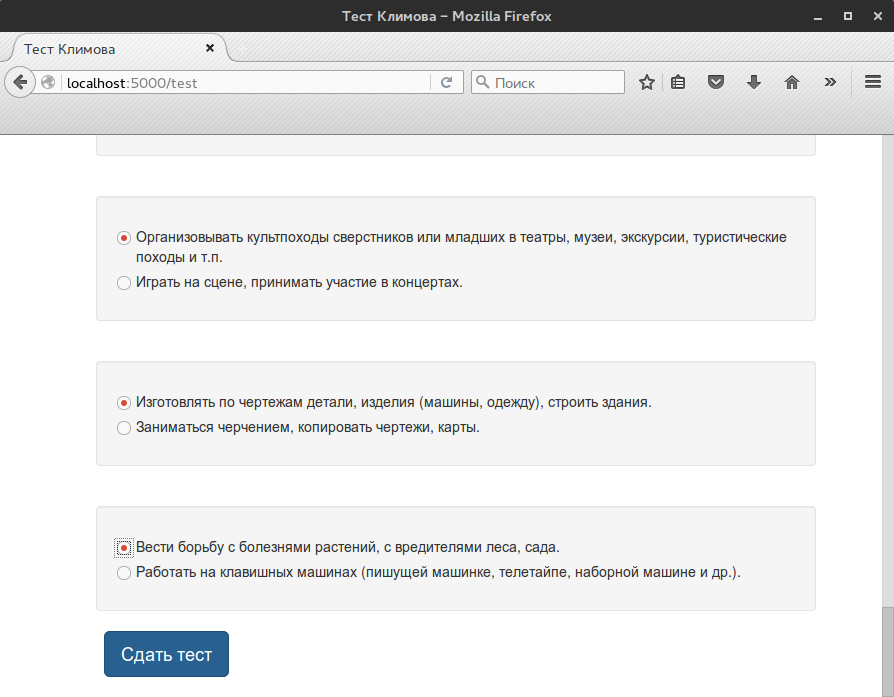 Тест Климова – Mozilla Firefox
Тест Климова
localhost:5000/test
Поиск
Организовывать культпоходы сверстников или младших в театры, музеи, экскурсии, туристические
походы и т.п.
Играть на сцене, принимать участие в концертах.
Изготовлять по чертежам детали, изделия (машины, одежду), строить здания.
Заниматься черчением, копировать чертежи, карты.
Вести борьбу с болезнями растений, с вредителями леса, сада.
Работать на клавишных машинах (пишущей машинке, телетайпе, наборной машине и др.).
Сдать тест